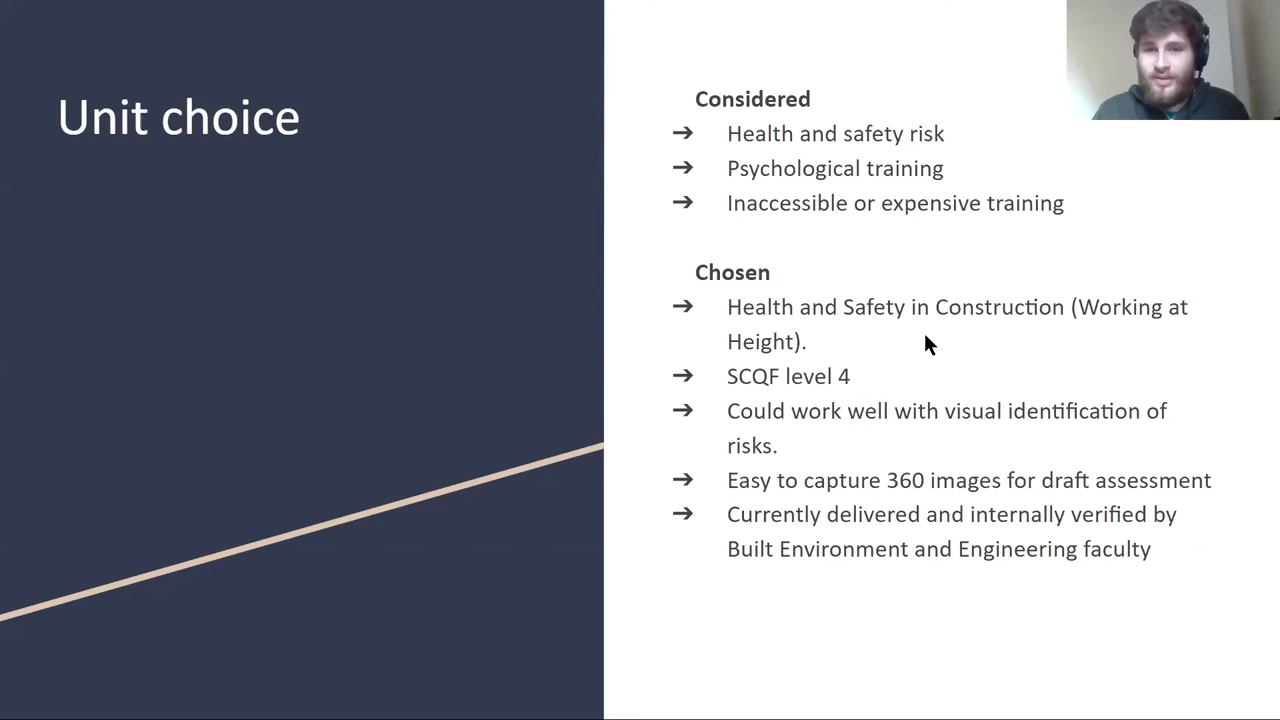 Unit choice
Considered
➔ Health and safety risk
➔ Psychological training
➔ Inaccessible or expensive training
Chosen
➔ Health and Safety in Construction (Working at
Height).
➔ SCQF level 4
➔ Could work well with visual identification of
risks.
➔ Easy to capture 360 images for draft assessment
➔ Currently delivered and internally verified by
Built Environment and Engineering faculty